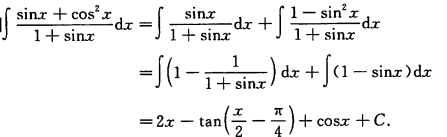 ∫ (sinx + cos²x)/(1 + sinx) dx = ∫ sinx/(1 + sinx) dx + ∫ (1 − sin²x)/(1 + sinx) dx
= ∫(1 − 1/(1 + sinx)) dx + ∫(1 − sinx)dx
= 2x − tan(x/2 − π/4) + cosx + C.